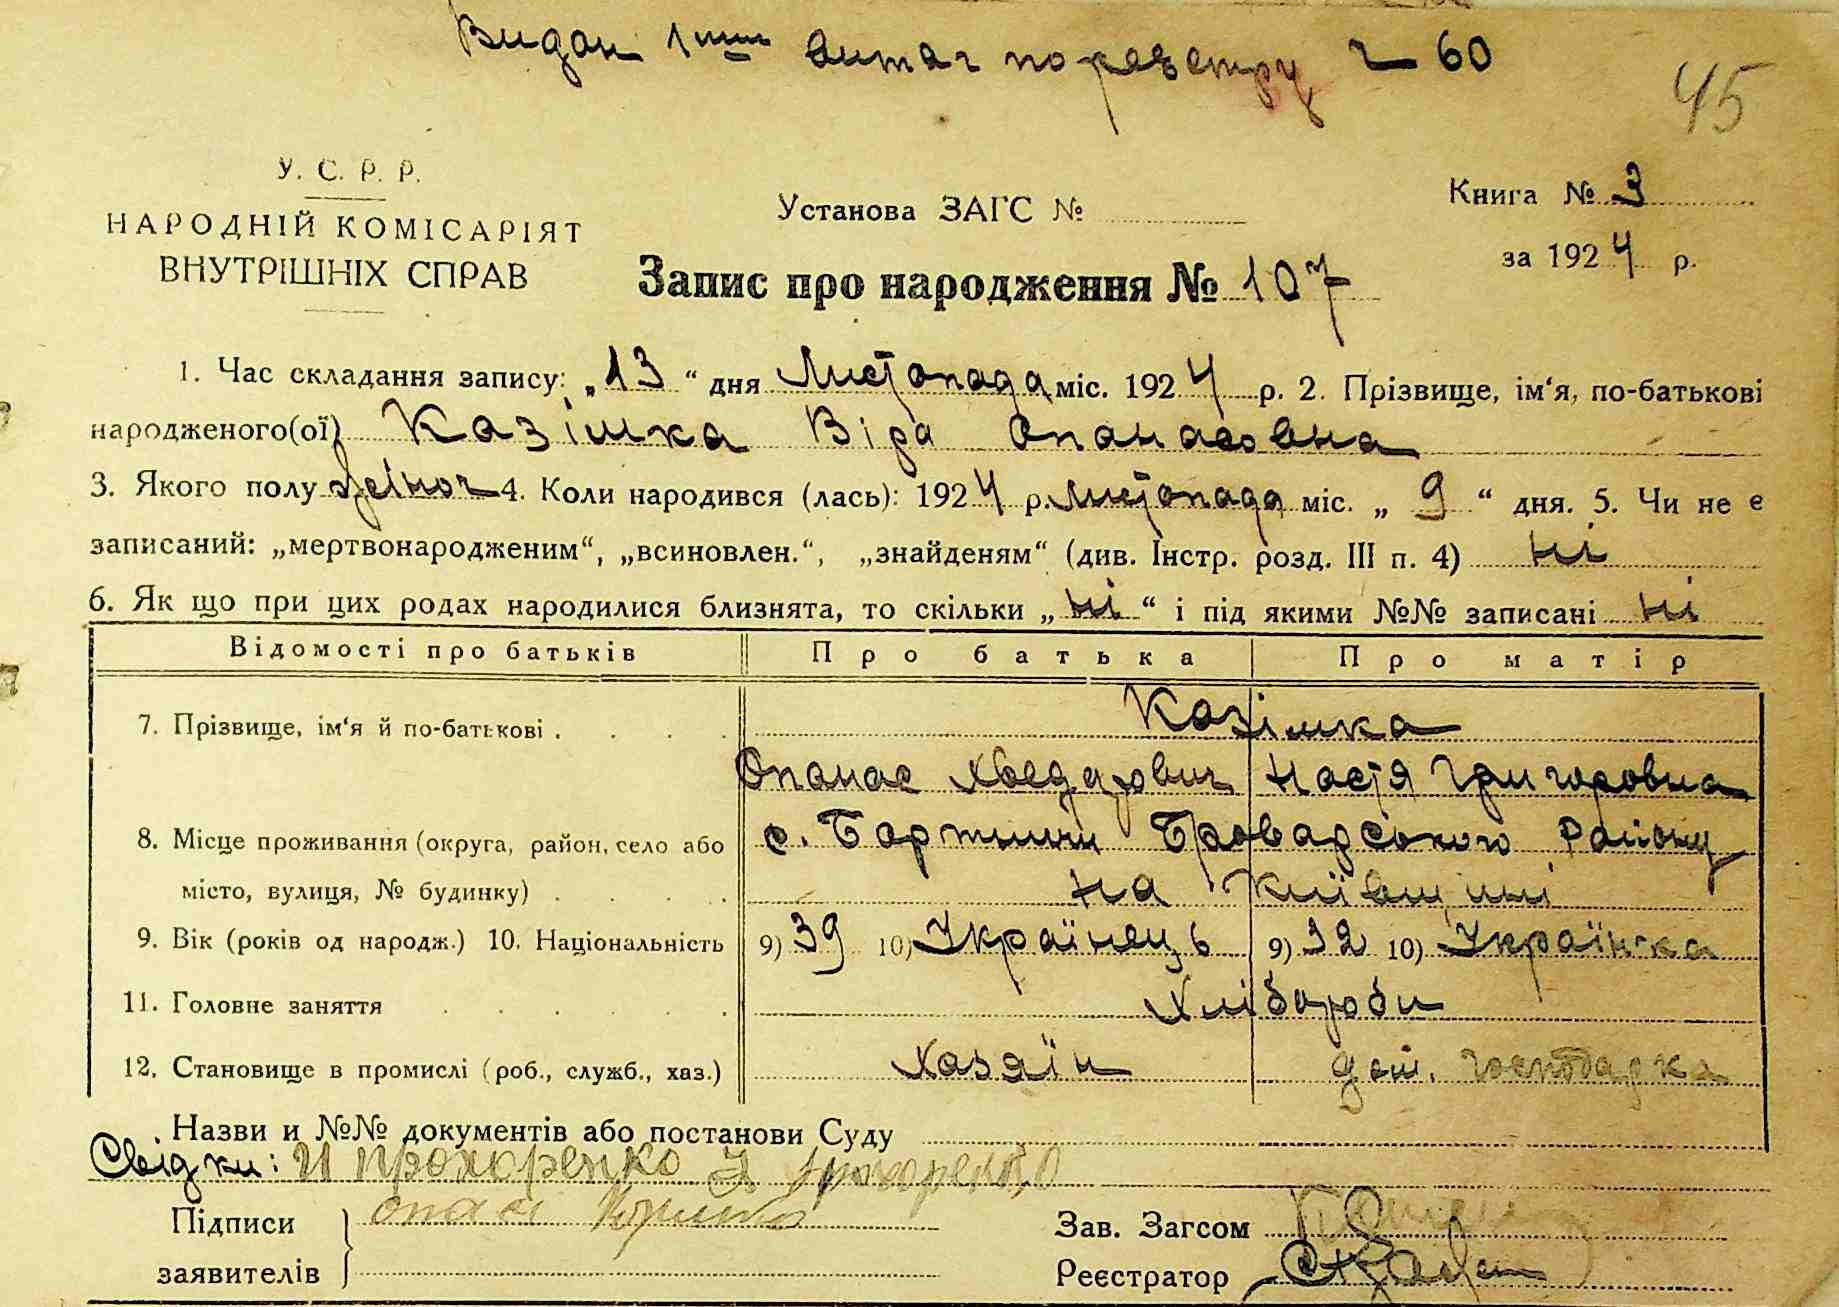 Видан 1 витяг по реєстру ч 60
45
У. С. Р. Р.
НАРОДНІЙ КОМІСАРІЯТ
ВНУТРІШНІХ СПРАВ
Установа ЗАГС №
Книга № 3
за 1924 р.
Запис про народження № 107
1. Час складання запису: „13“ дня Листопада міс. 1924 р. 2. Прізвище, ім‘я, по-батькові
народженого(ої) Казімка Віра Опанасовна
3. Якого полу жіноч 4. Коли народився (лась): 1924 р. листопада міс. „ 9 “ дня. 5. Чи не є
записаний: „мертвонародженим“, „всиновлен.“, „знайденям“ (див. Інстр. розд. III п. 4) ні
6. Як що при цих родах народилися близнята, то скільки „ні“ і під якими №№ записані ні
Відомості про батьків Про батька Про матір
7. Прізвище, ім‘я й по-батькові . . . . Казімка
Опанас Хведорович Настя Григоровна
8. Місце проживання (округа, район, село або с. Бортничи Броварського Району
місто, вулиця, № будинку) . . . . на Київщині
9. Вік (років од народж.) 10. Національність 9) 39 10) Українець 9) 32 10) Українка
11. Головне заняття . . . . . . Хлібороби
12. Становище в промислі (роб., служб., хаз.) Хазяїн дом. господарка
Назви и №№ документів або постанови Суду
Свідки: И прохоренко прохоренко
Підписи
заявителів
Зав. Загсом
Реєстратор